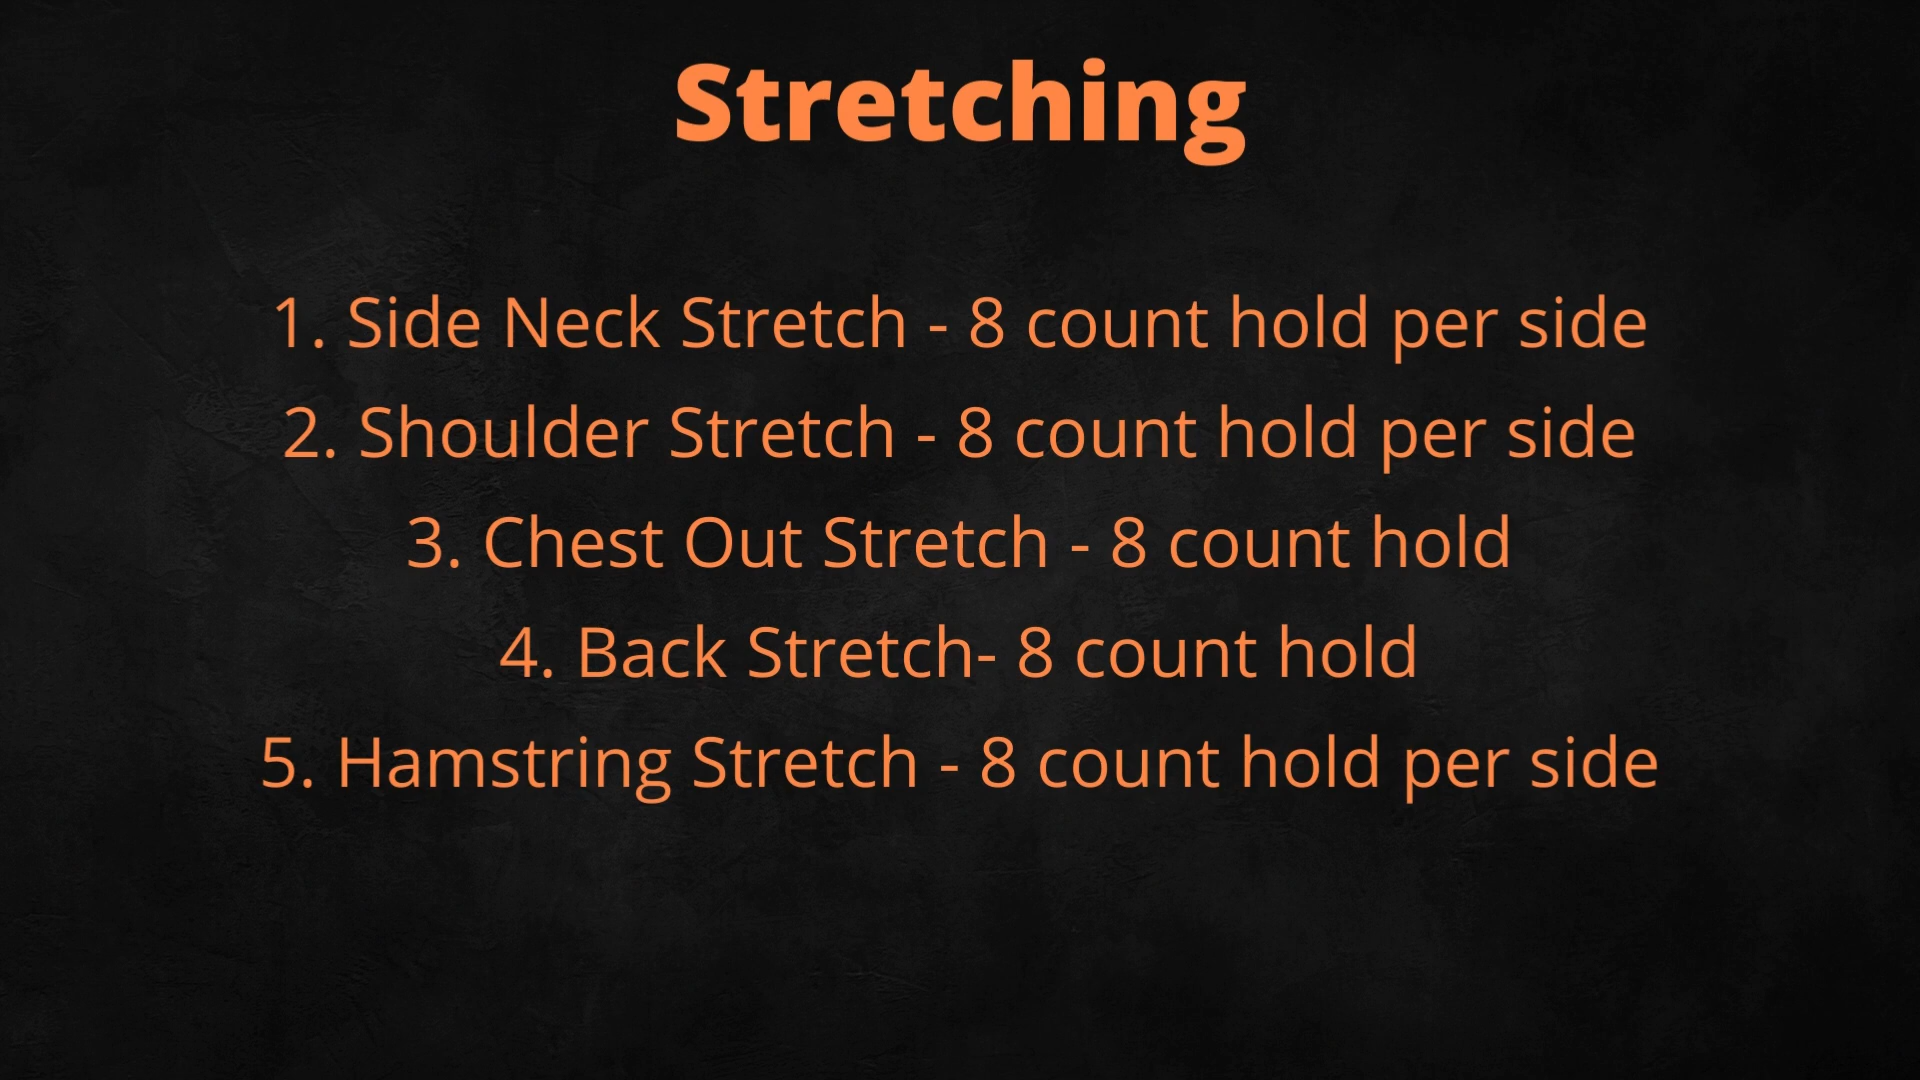 Stretching
1. Side Neck Stretch - 8 count hold per side
2. Shoulder Stretch - 8 count hold per side
3. Chest Out Stretch - 8 count hold
4. Back Stretch- 8 count hold
5. Hamstring Stretch - 8 count hold per side